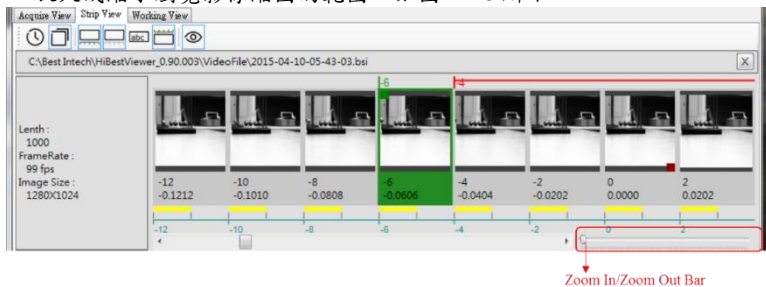 Acquire View Strip View Working View
abc
C:\Best Intech\HiBestViewer_0.90.003\VideoFile\2015-04-10-05-43-03.bsi X
-6 -4
Lenth :
1000
FrameRate :
99 fps
Image Size :
1280X1024
-12 -10 -8 -6 -4 -2 0 2
-0.1212 -0.1010 -0.0808 -0.0606 -0.0404 -0.0202 0.0000 0.0202
-12 -10 -8 -6 -4 -2 0 2
Zoom In/Zoom Out Bar